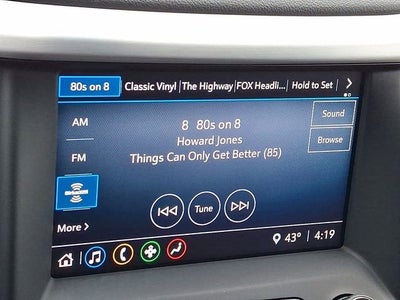 80s on 8 Classic Vinyl The Highway FOX Headli... Hold to Set
AM
8 80s on 8
Sound
Howard Jones
Browse
FM
Things Can Only Get Better (85)
Tune
More
43° 4:19